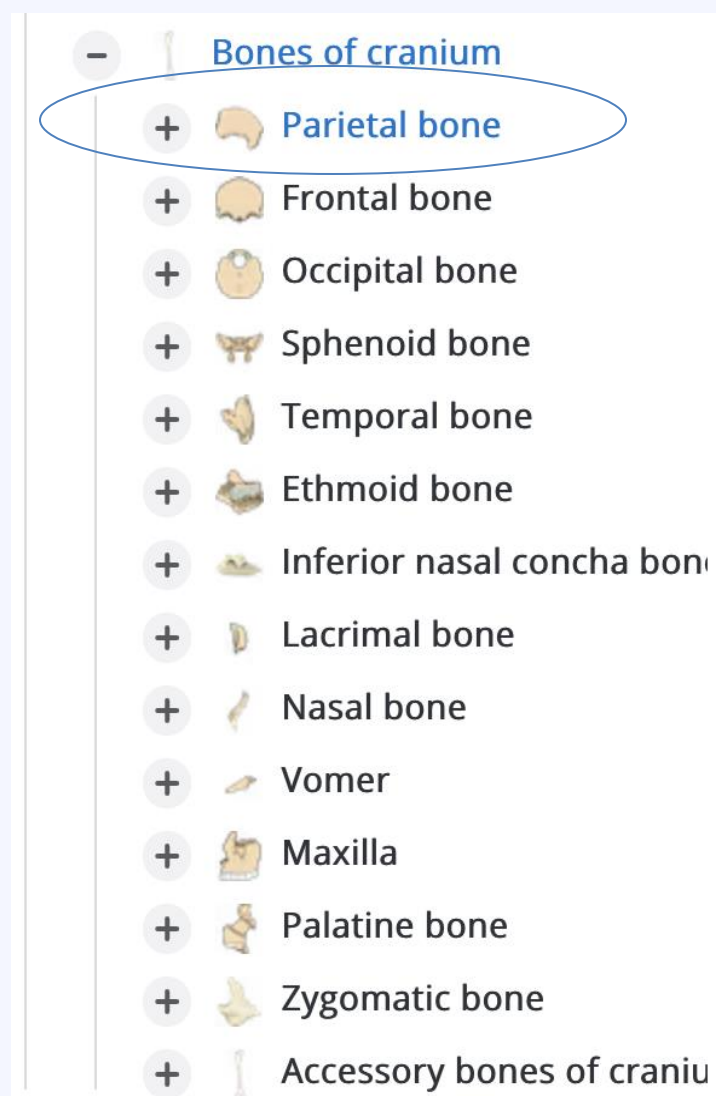 Bones of cranium
Parietal bone
Frontal bone
Occipital bone
Sphenoid bone
Temporal bone
Ethmoid bone
Inferior nasal concha bon
Lacrimal bone
Nasal bone
Vomer
Maxilla
Palatine bone
Zygomatic bone
Accessory bones of craniu